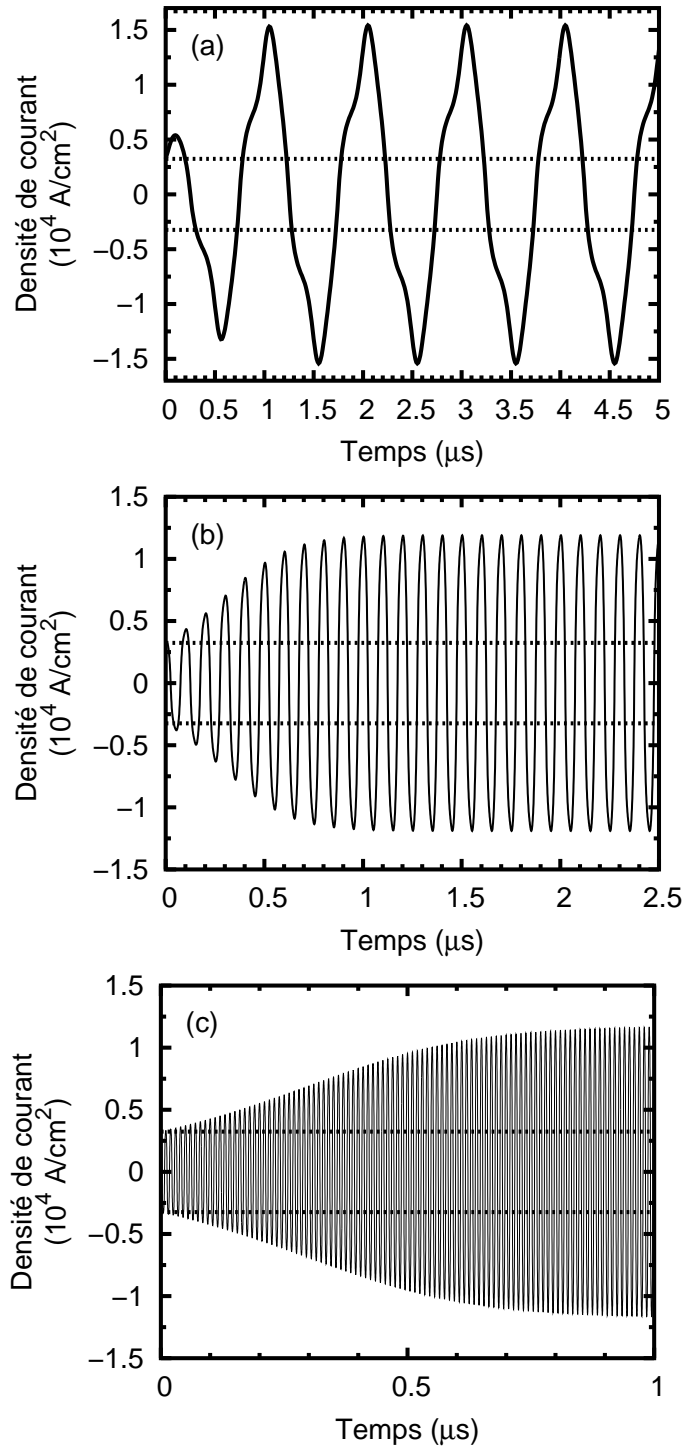 (a)
Densité de courant
(10⁴ A/cm²)
1.5
1
0.5
0
−0.5
−1
−1.5
0 0.5 1 1.5 2 2.5 3 3.5 4 4.5 5
Temps (μs)
(b)
Densité de courant
(10⁴ A/cm²)
1.5
1
0.5
0
−0.5
−1
−1.5
0 0.5 1 1.5 2 2.5
Temps (μs)
(c)
Densité de courant
(10⁴ A/cm²)
1.5
1
0.5
0
−0.5
−1
−1.5
0 0.5 1
Temps (μs)